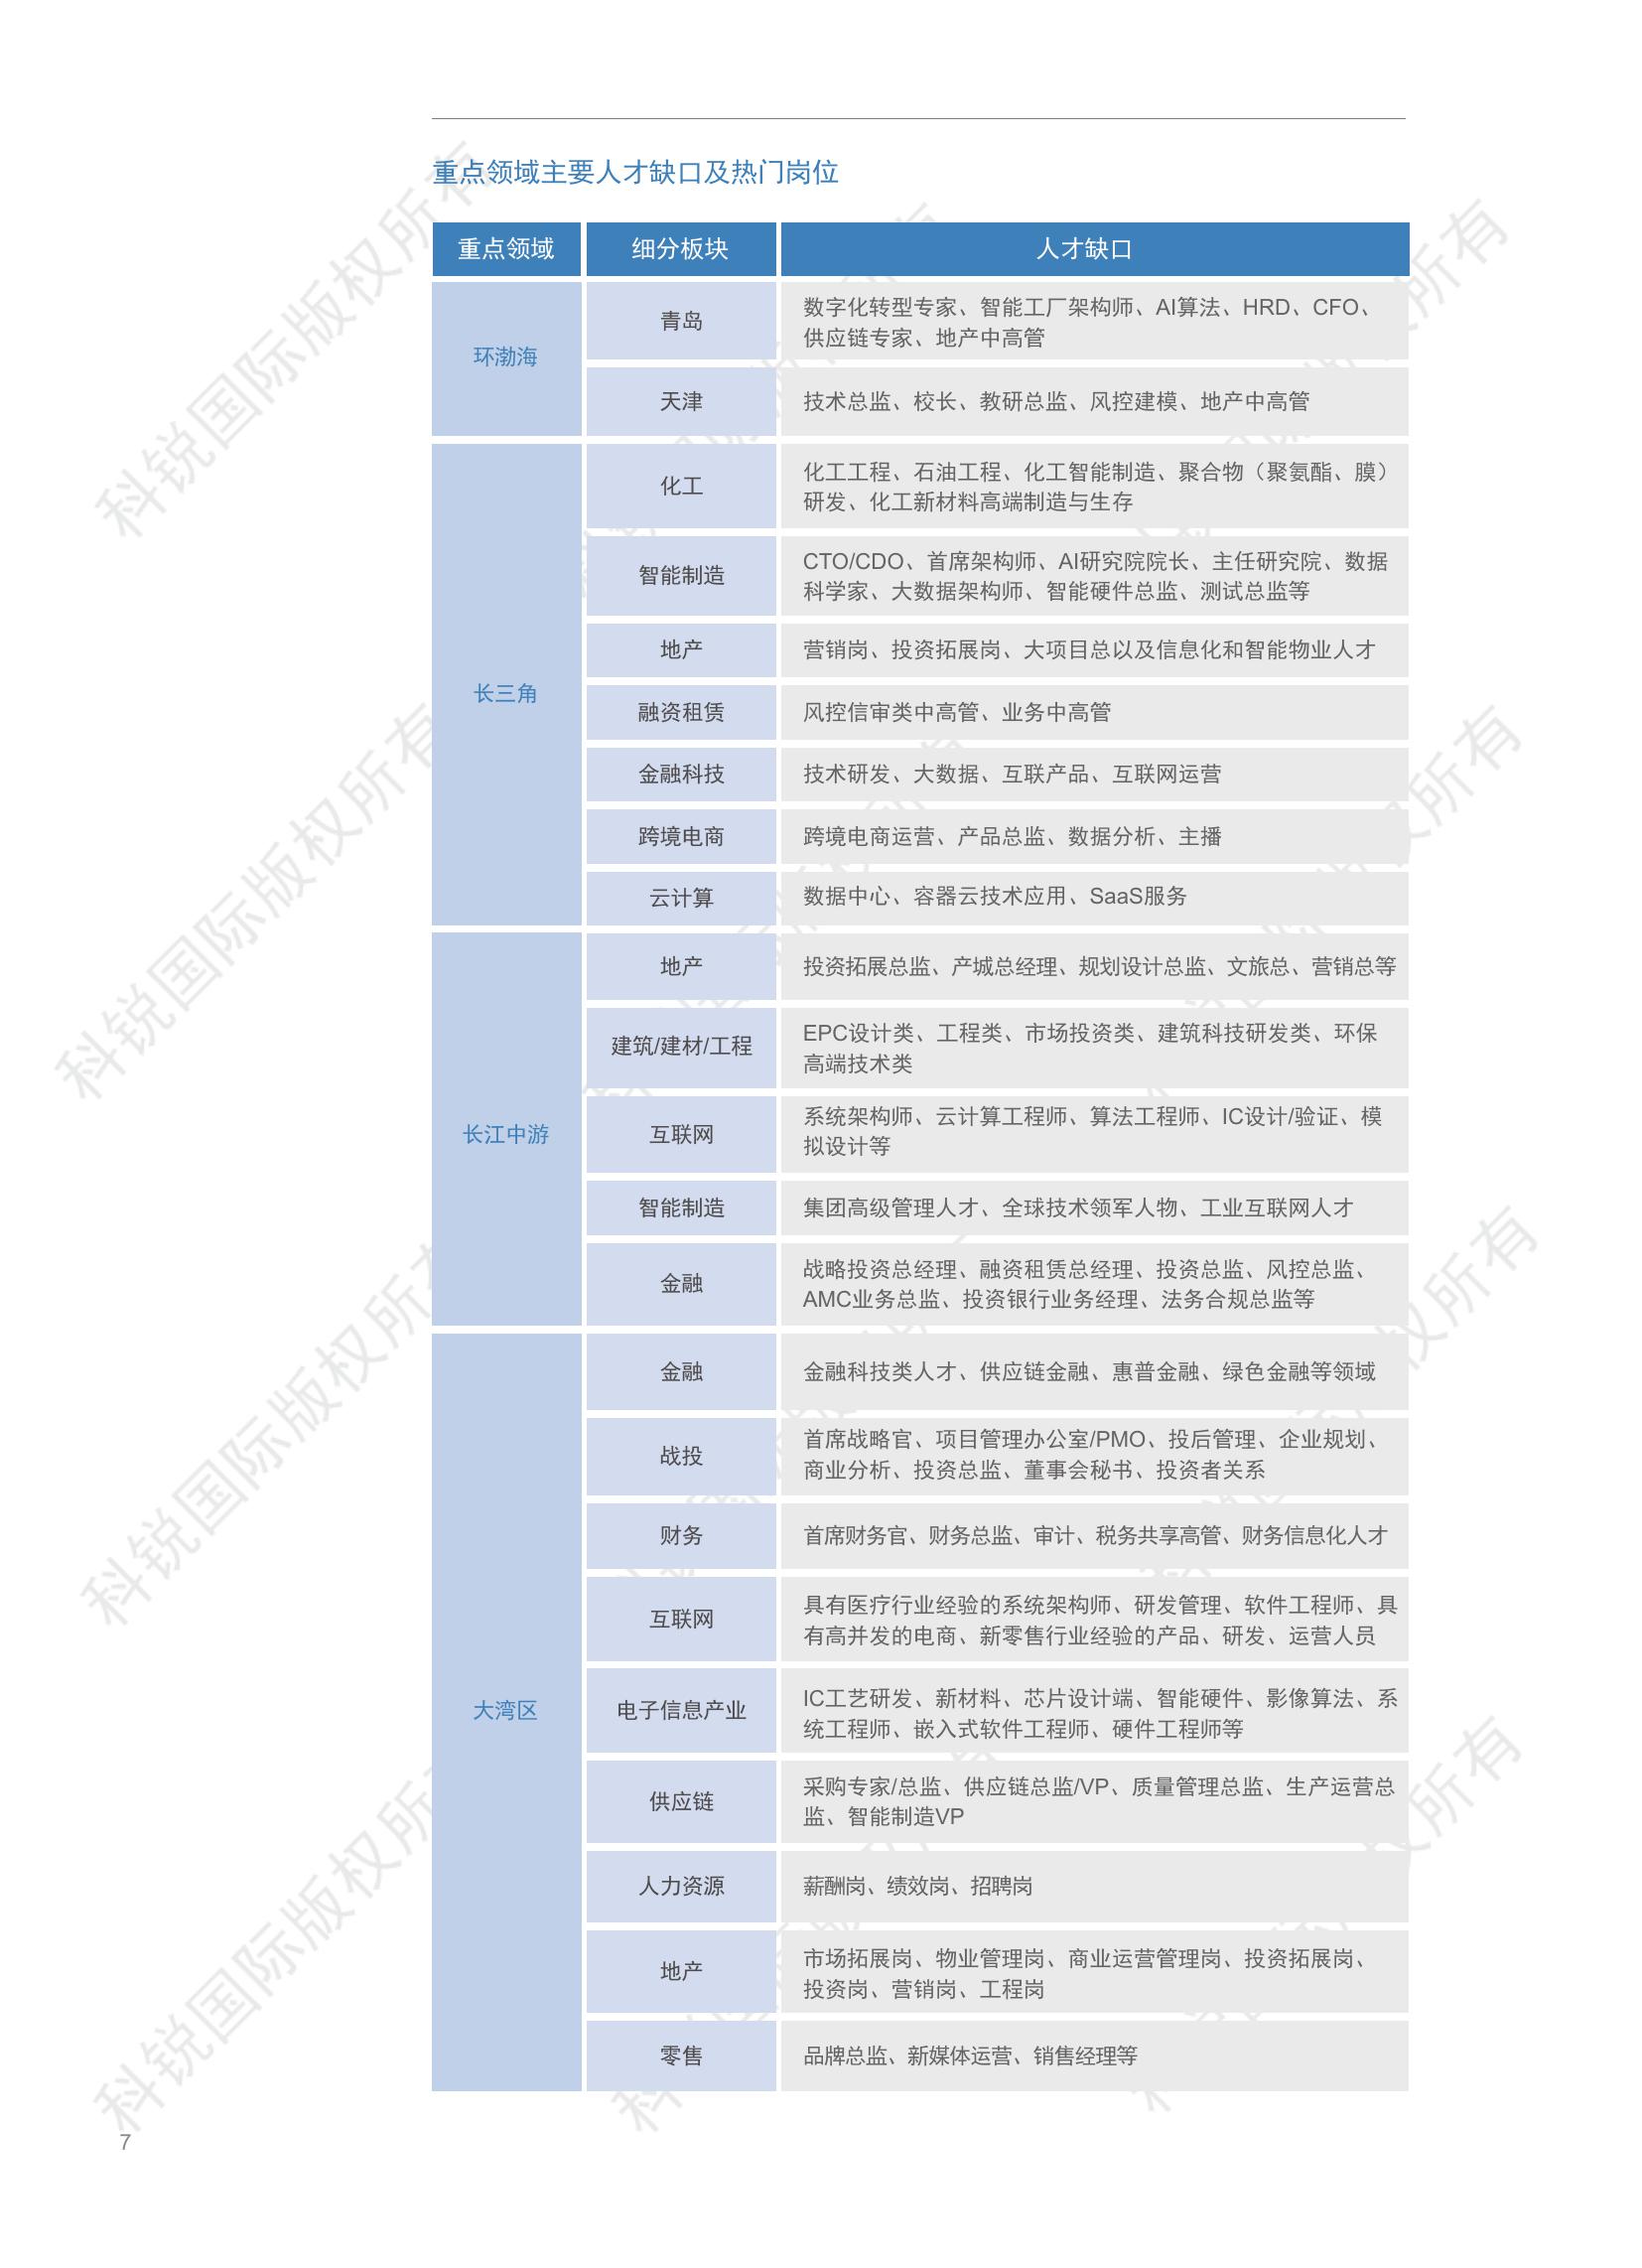 重点领域主要人才缺口及热门岗位
重点领域 细分板块 人才缺口
环渤海
青岛
数字化转型专家、智能工厂架构师、AI算法、HRD、CFO、
供应链专家、地产中高管
天津
技术总监、校长、教研总监、风控建模、地产中高管
长三角
化工
化工工程、石油工程、化工智能制造、聚合物（聚氨酯、膜）
研发、化工新材料高端制造与生存
智能制造
CTO/CDO、首席架构师、AI研究院院长、主任研究院、数据
科学家、大数据架构师、智能硬件总监、测试总监等
地产
营销岗、投资拓展岗、大项目总以及信息化和智能物业人才
融资租赁
风控信审类中高管、业务中高管
金融科技
技术研发、大数据、互联产品、互联网运营
跨境电商
跨境电商运营、产品总监、数据分析、主播
云计算
数据中心、容器云技术应用、SaaS服务
长江中游
地产
投资拓展总监、产城总经理、规划设计总监、文旅总、营销总等
建筑/建材/工程
EPC设计类、工程类、市场投资类、建筑科技研发类、环保
高端技术类
互联网
系统架构师、云计算工程师、算法工程师、IC设计/验证、模
拟设计等
智能制造
集团高级管理人才、全球技术领军人物、工业互联网人才
金融
战略投资总经理、融资租赁总经理、投资总监、风控总监、
AMC业务总监、投资银行业务经理、法务合规总监等
大湾区
金融
金融科技类人才、供应链金融、惠普金融、绿色金融等领域
战投
首席战略官、项目管理办公室/PMO、投后管理、企业规划、
商业分析、投资总监、董事会秘书、投资者关系
财务
首席财务官、财务总监、审计、税务共享高管、财务信息化人才
互联网
具有医疗行业经验的系统架构师、研发管理、软件工程师、具
有高并发的电商、新零售行业经验的产品、研发、运营人员
电子信息产业
IC工艺研发、新材料、芯片设计端、智能硬件、影像算法、系
统工程师、嵌入式软件工程师、硬件工程师等
供应链
采购专家/总监、供应链总监/VP、质量管理总监、生产运营总
监、智能制造VP
人力资源
薪酬岗、绩效岗、招聘岗
地产
市场拓展岗、物业管理岗、商业运营管理岗、投资拓展岗、
投资岗、营销岗、工程岗
零售
品牌总监、新媒体运营、销售经理等
7
科锐国际版权所有
科锐国际版权所有
科锐国际版权所有
科锐国际版权所有